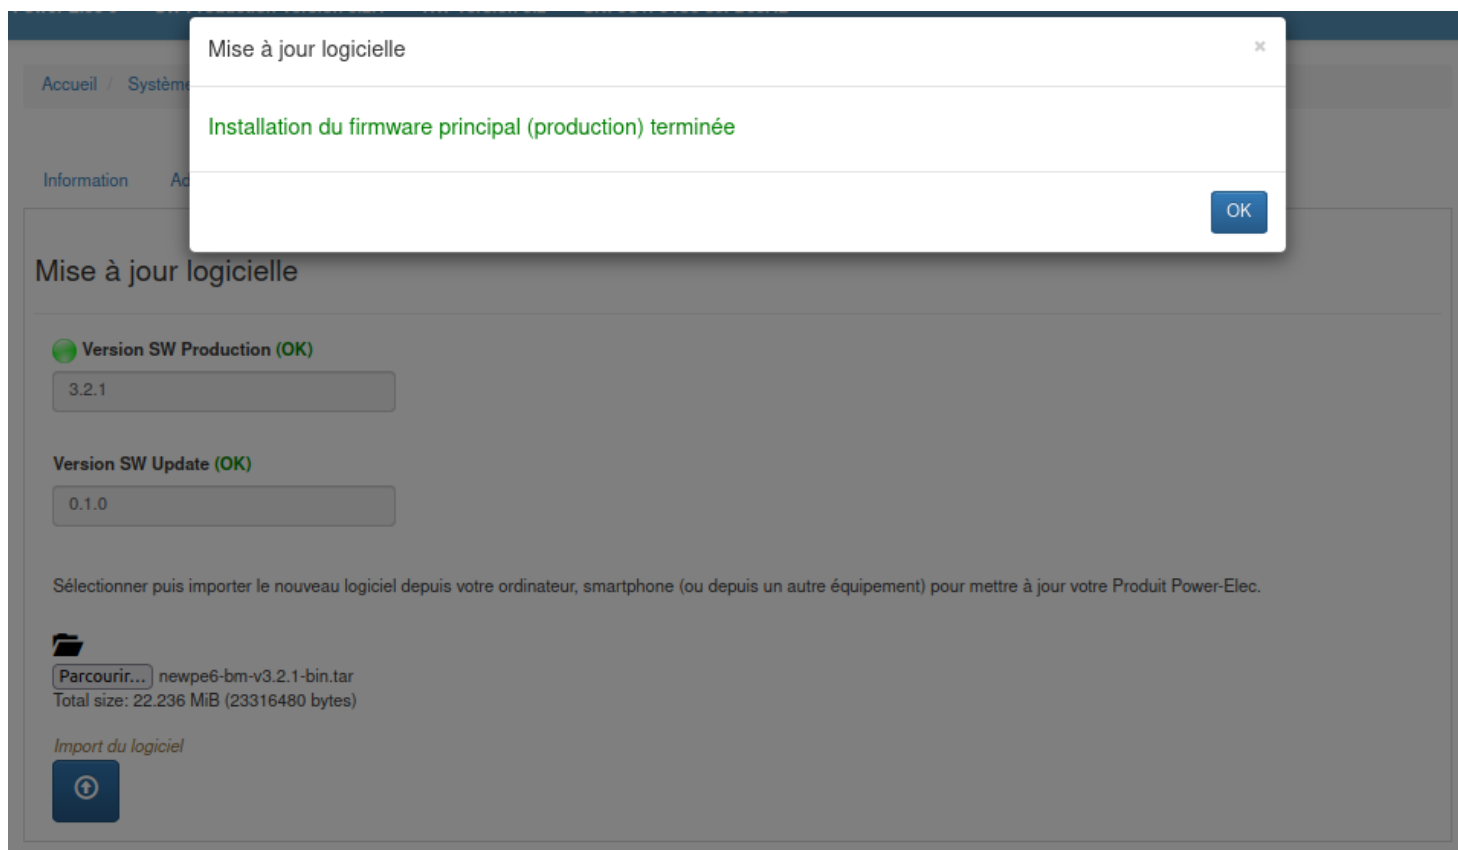 Mise à jour logicielle
×
Accueil / Système
Installation du firmware principal (production) terminée
Information
OK
Mise à jour logicielle
Version SW Production (OK)
3.2.1
Version SW Update (OK)
0.1.0
Sélectionner puis importer le nouveau logiciel depuis votre ordinateur, smartphone (ou depuis un autre équipement) pour mettre à jour votre Produit Power-Elec.
Parcourir... newpe6-bm-v3.2.1-bin.tar
Total size: 22.236 MiB (23316480 bytes)
Import du logiciel